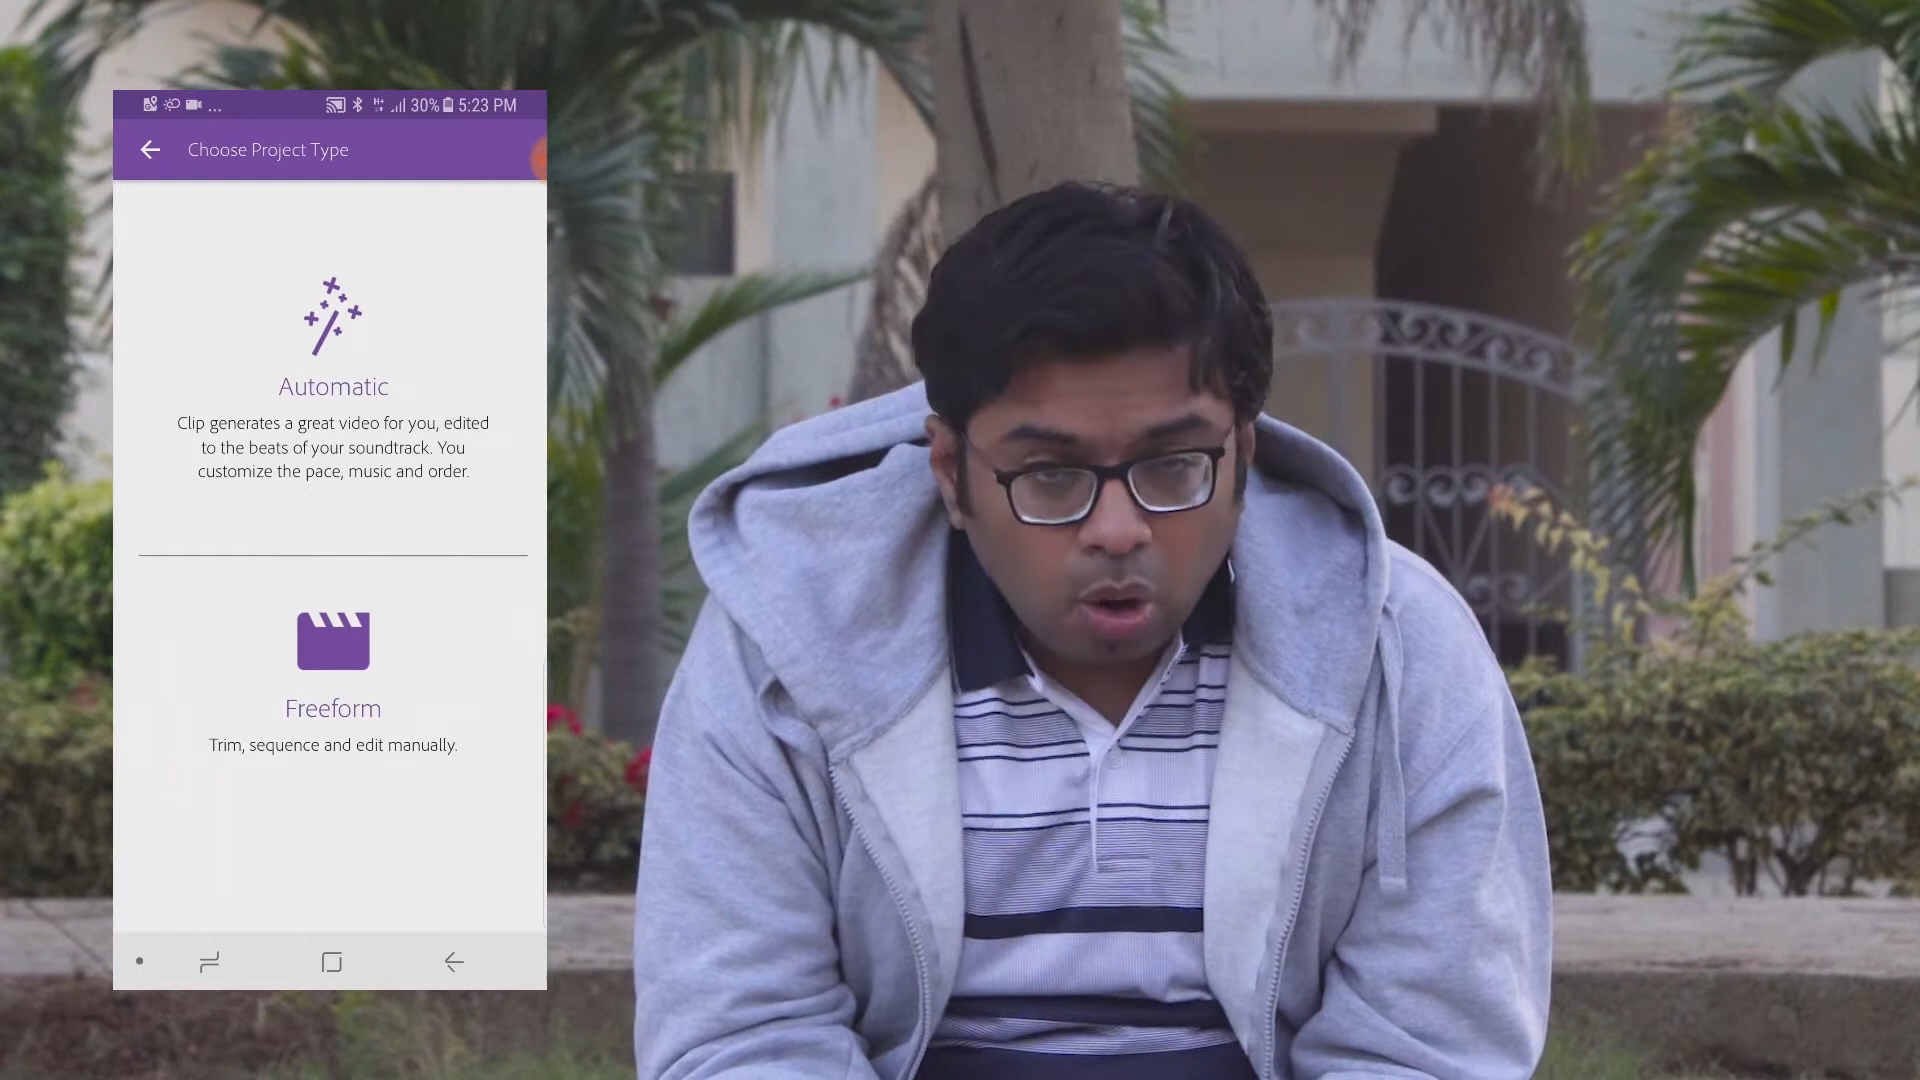 ... 30% 5:23 PM
Choose Project Type
Automatic
Clip generates a great video for you, edited
to the beats of your soundtrack. You
customize the pace, music and order.
Freeform
Trim, sequence and edit manually.